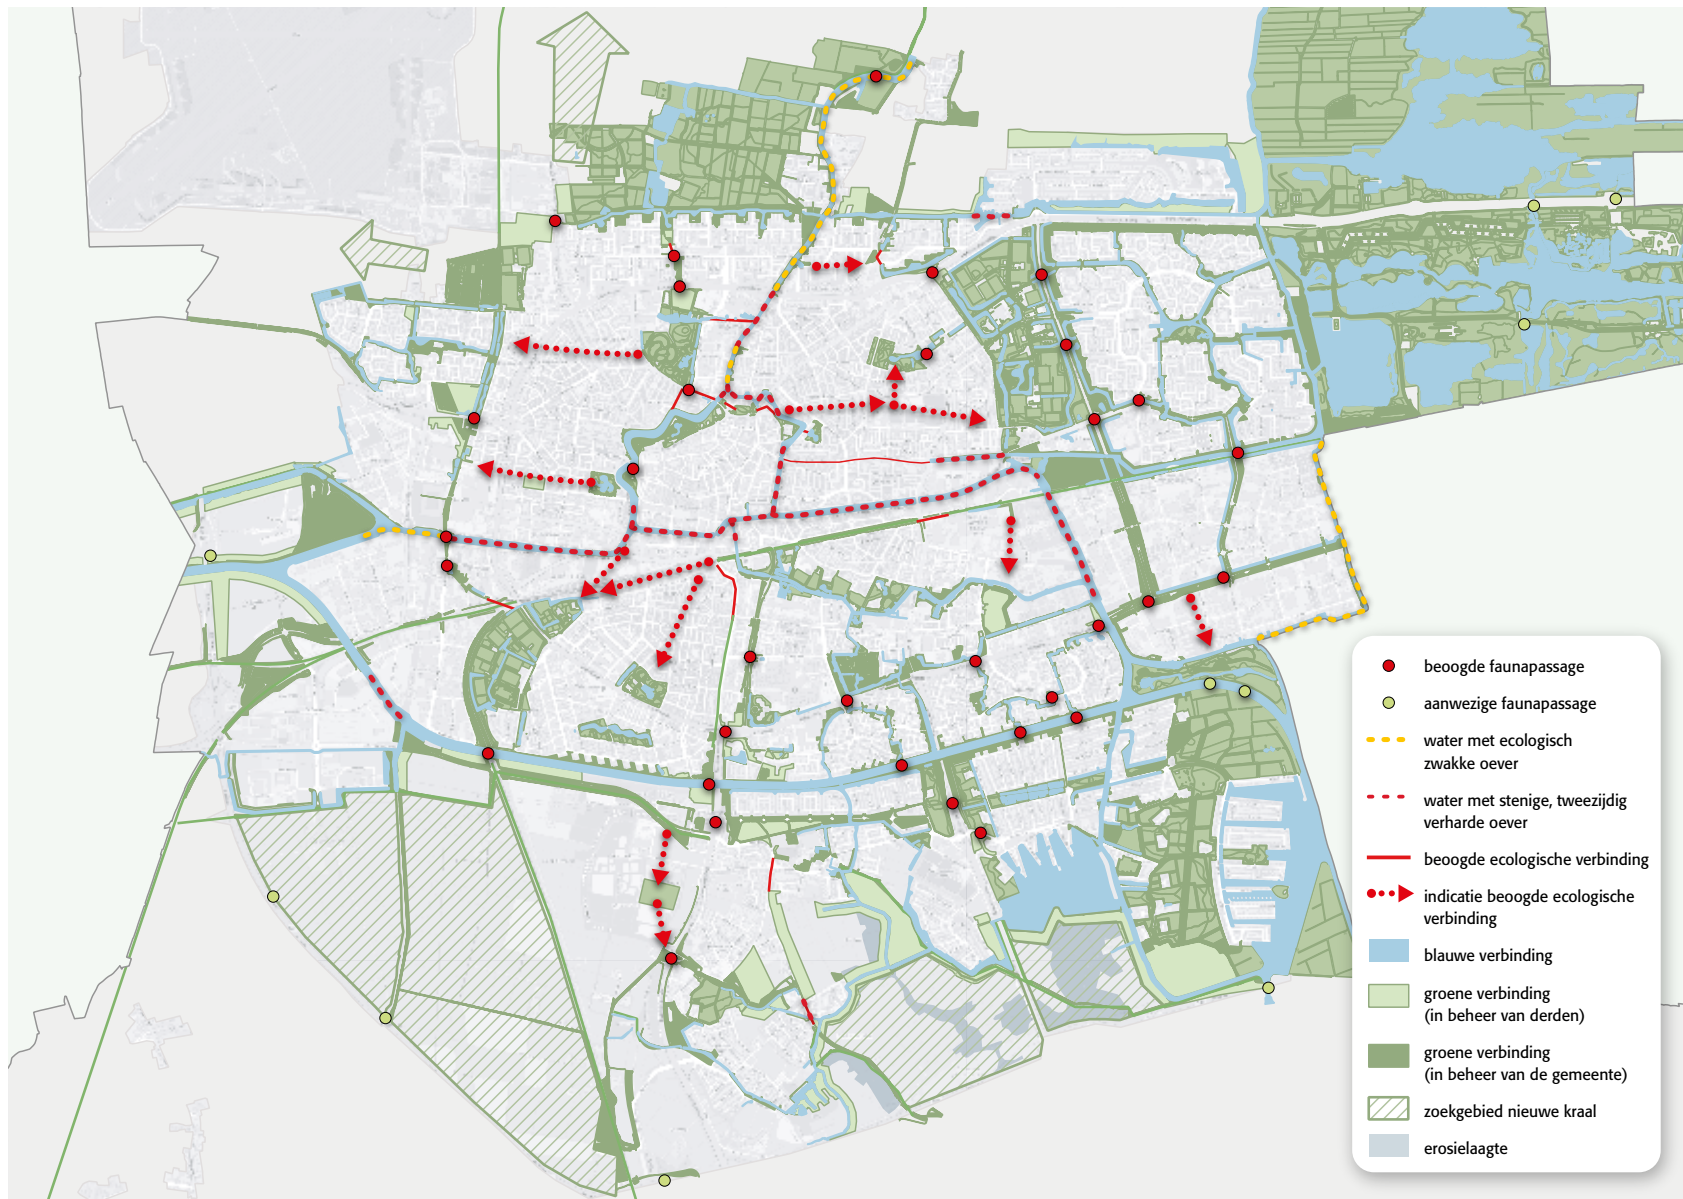 beoogde faunapassage
aanwezige faunapassage
water met ecologisch
zwakke oever
water met stenige, tweezijdig
verharde oever
beoogde ecologische verbinding
indicatie beoogde ecologische
verbinding
blauwe verbinding
groene verbinding
(in beheer van derden)
groene verbinding
(in beheer van de gemeente)
zoekgebied nieuwe kraal
erosielaagte